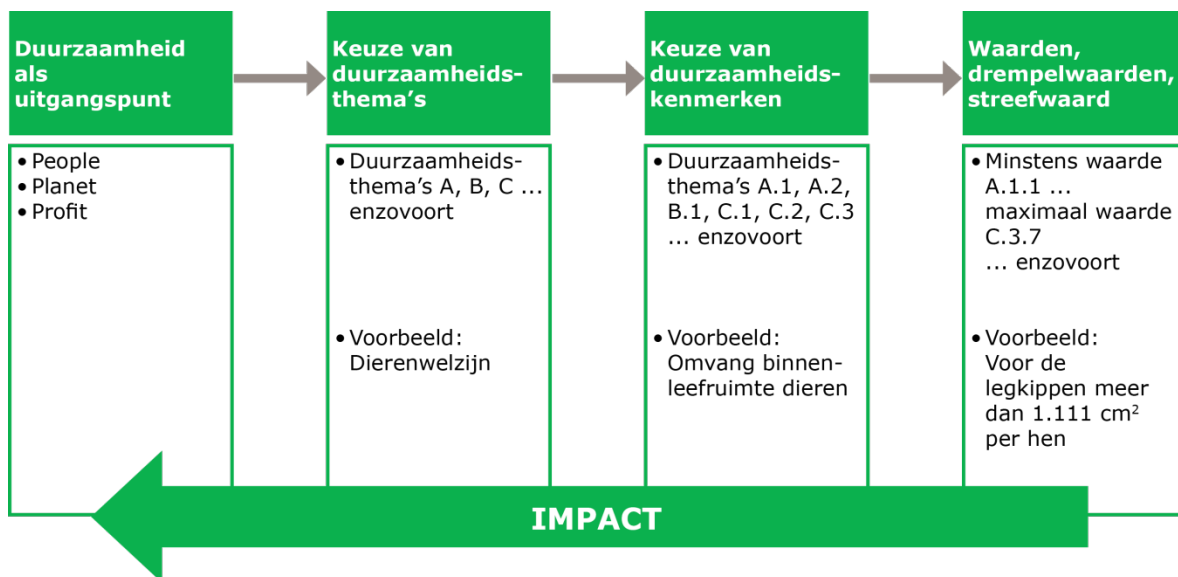 Duurzaamheid
als
uitgangspunt
• People
• Planet
• Profit
Keuze van
duurzaamheids-
thema's
• Duurzaamheids-
thema's A, B, C ...
enzovoort
• Voorbeeld:
Dierenwelzijn
Keuze van
duurzaamheids-
kenmerken
• Duurzaamheids-
thema's A.1, A.2,
B.1, C.1, C.2, C.3
... enzovoort
• Voorbeeld:
Omvang binnen-
leefruimte dieren
Waarden,
drempelwaarden,
streefwaard
• Minstens waarde
A.1.1 ...
maximaal waarde
C.3.7
... enzovoort
• Voorbeeld:
Voor de
legkippen meer
dan 1.111 cm²
per hen
IMPACT